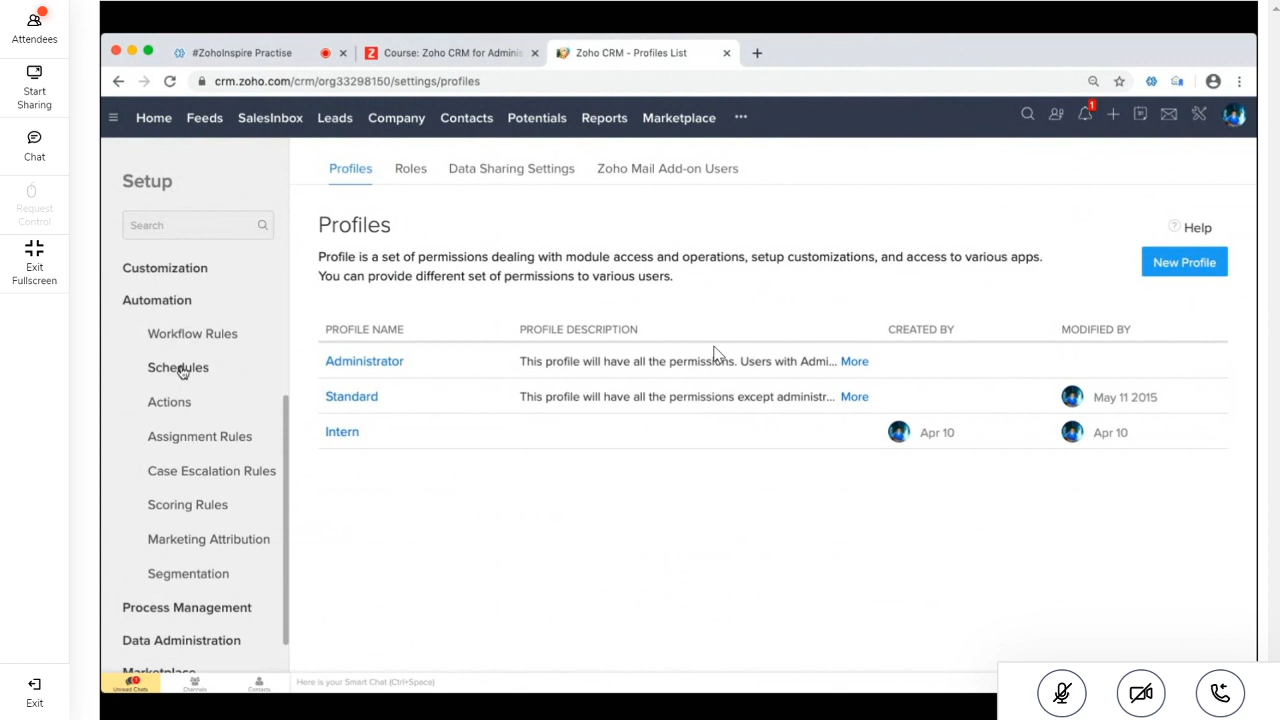 Attendees
Start
Sharing
Chat
Request
Control
Exit
Fullscreen
Exit
#ZohoInspire Practise
Course: Zoho CRM for Adminis
Zoho CRM - Profiles List
crm.zoho.com/crm/org33298150/settings/profiles
Home Feeds SalesInbox Leads Company Contacts Potentials Reports Marketplace ••• 1
Setup
Search
Customization
Automation
Workflow Rules
Schedules
Actions
Assignment Rules
Case Escalation Rules
Scoring Rules
Marketing Attribution
Segmentation
Process Management
Data Administration
Marketplace
Profiles Roles Data Sharing Settings Zoho Mail Add-on Users
Profiles
? Help
Profile is a set of permissions dealing with module access and operations, setup customizations, and access to various apps.
You can provide different set of permissions to various users.
New Profile
PROFILE NAME PROFILE DESCRIPTION CREATED BY MODIFIED BY
Administrator This profile will have all the permissions. Users with Admi... More
Standard This profile will have all the permissions except administr... More May 11 2015
Intern Apr 10 Apr 10
Unread Chats Channels Contacts Here is your Smart Chat (Ctrl+Space)